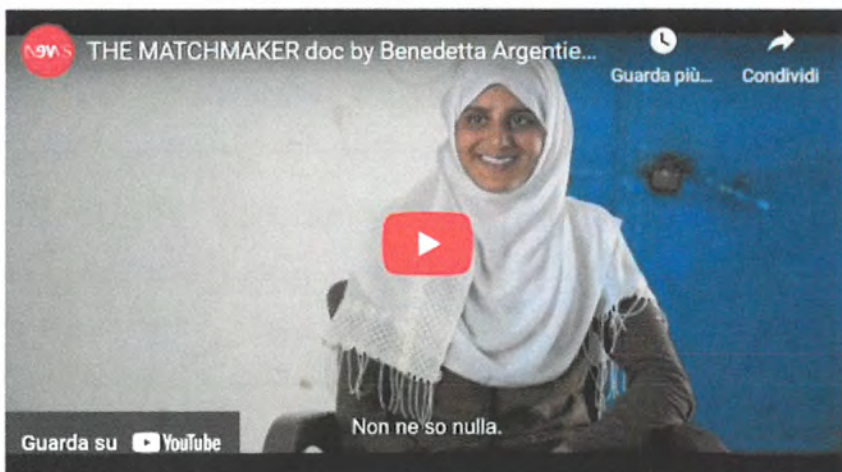 NEWS
THE MATCHMAKER doc by Benedetta Argentie...
Guarda più...
Condividi
Non ne so nulla.
Guarda su YouTube